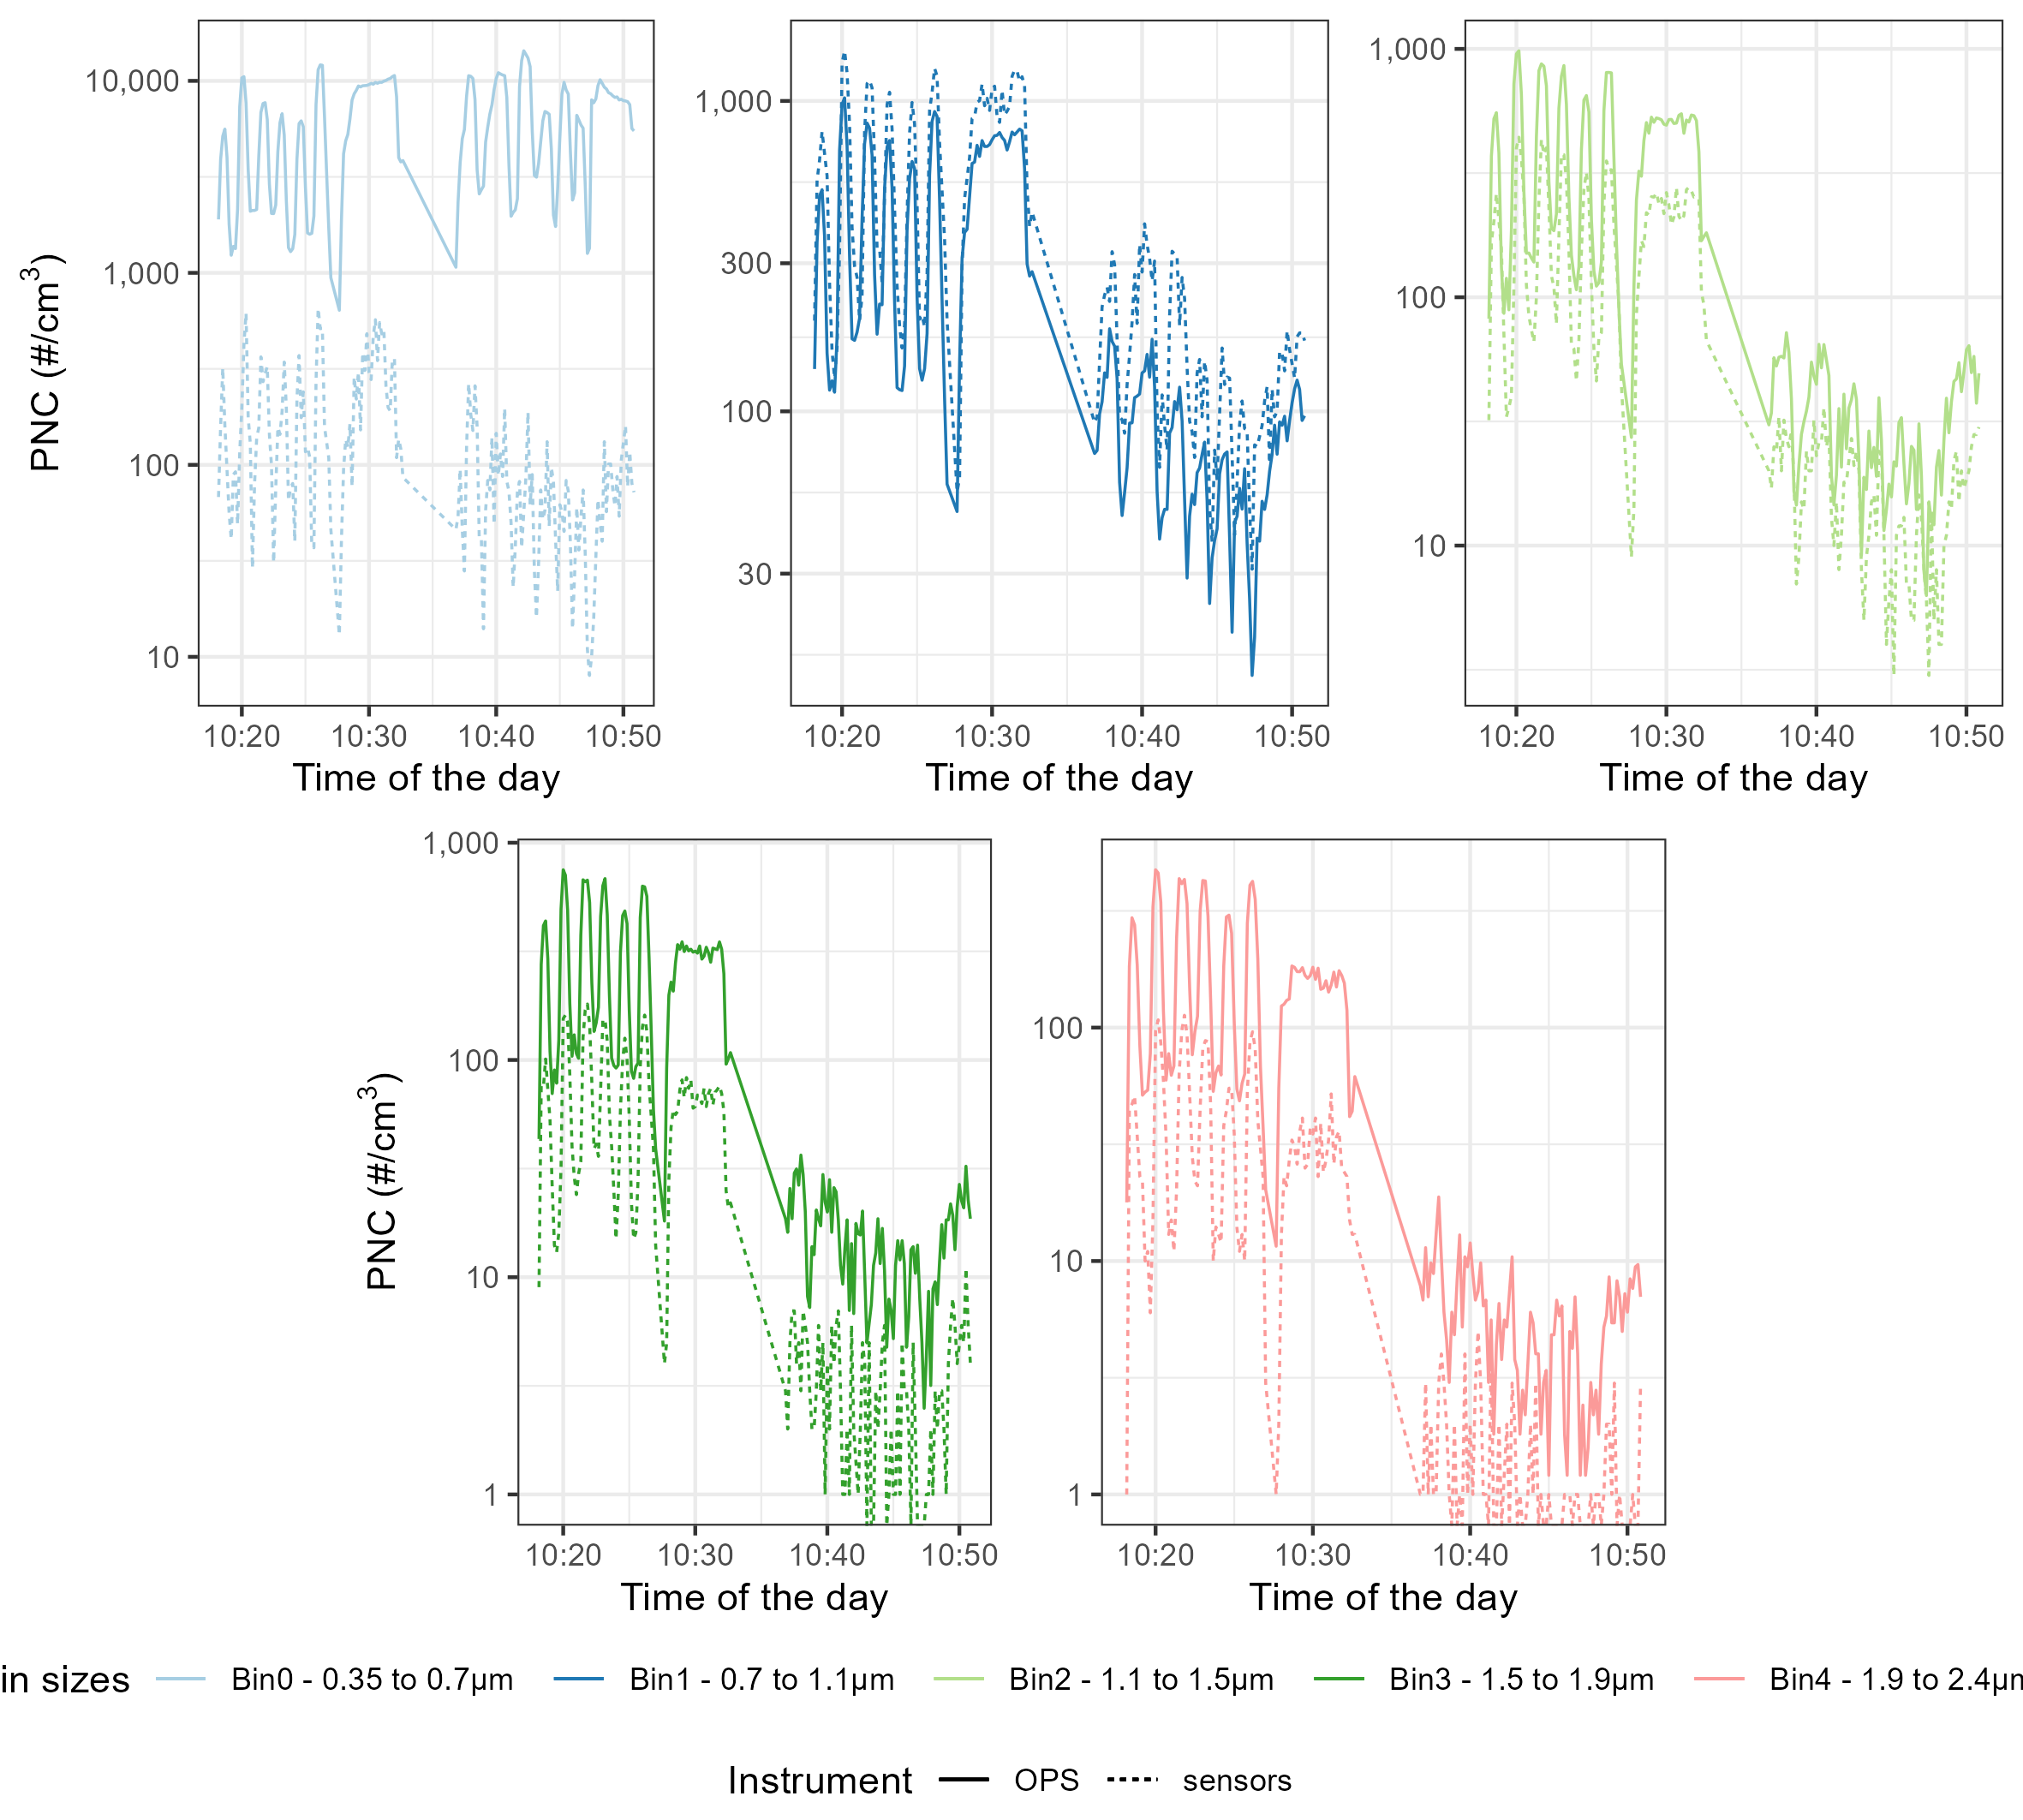 PNC (#/cm³)
10,000
1,000
100
10
10:20 10:30 10:40 10:50
Time of the day
1,000
300
100
30
10:20 10:30 10:40 10:50
Time of the day
1,000
100
10
10:20 10:30 10:40 10:50
Time of the day
PNC (#/cm³)
1,000
100
10
1
10:20 10:30 10:40 10:50
Time of the day
100
10
1
10:20 10:30 10:40 10:50
Time of the day
in sizes Bin0 - 0.35 to 0.7µm Bin1 - 0.7 to 1.1µm Bin2 - 1.1 to 1.5µm Bin3 - 1.5 to 1.9µm Bin4 - 1.9 to 2.4µm
Instrument OPS sensors